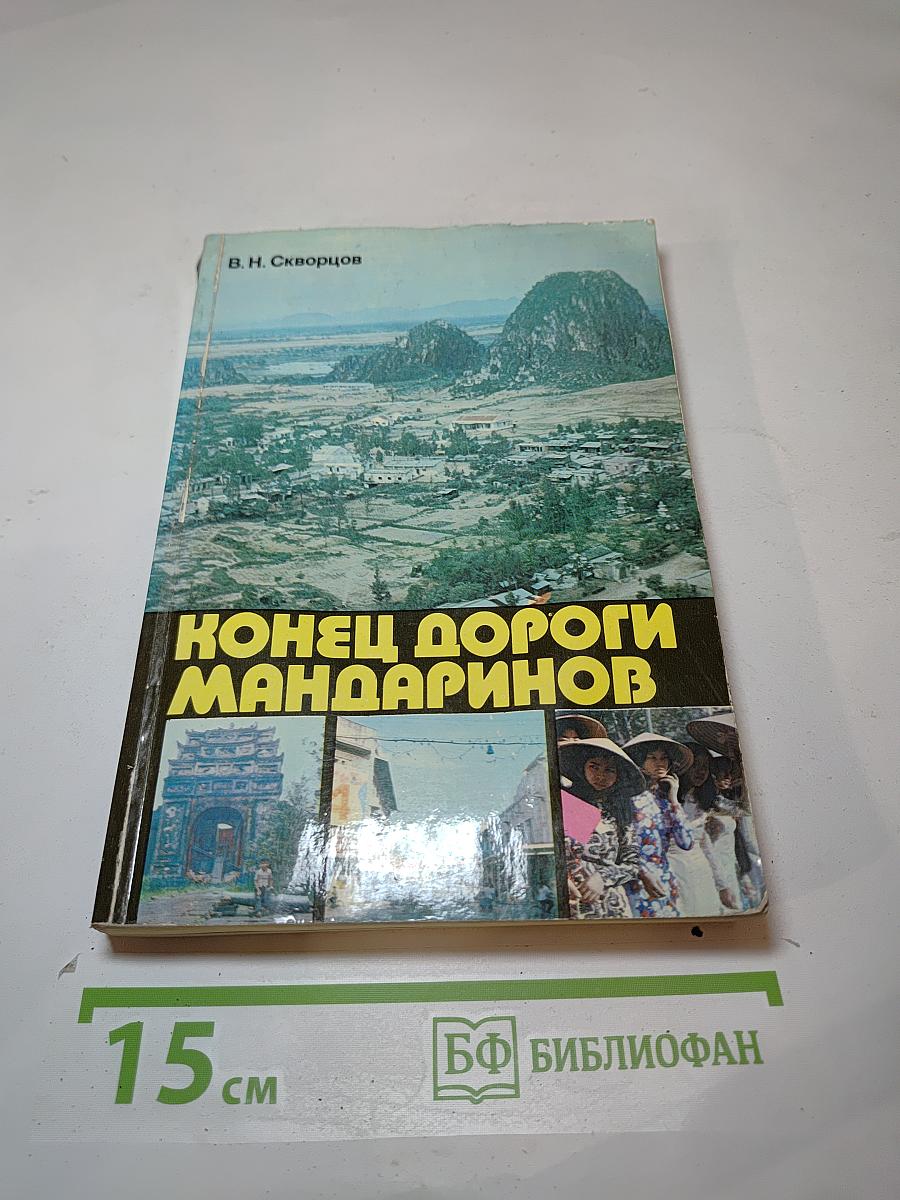 В. Н. Скворцов
КОНЕЦ ДОРОГИ
МАНДАРИНОВ
15 см
БФ БИБЛИОФАН